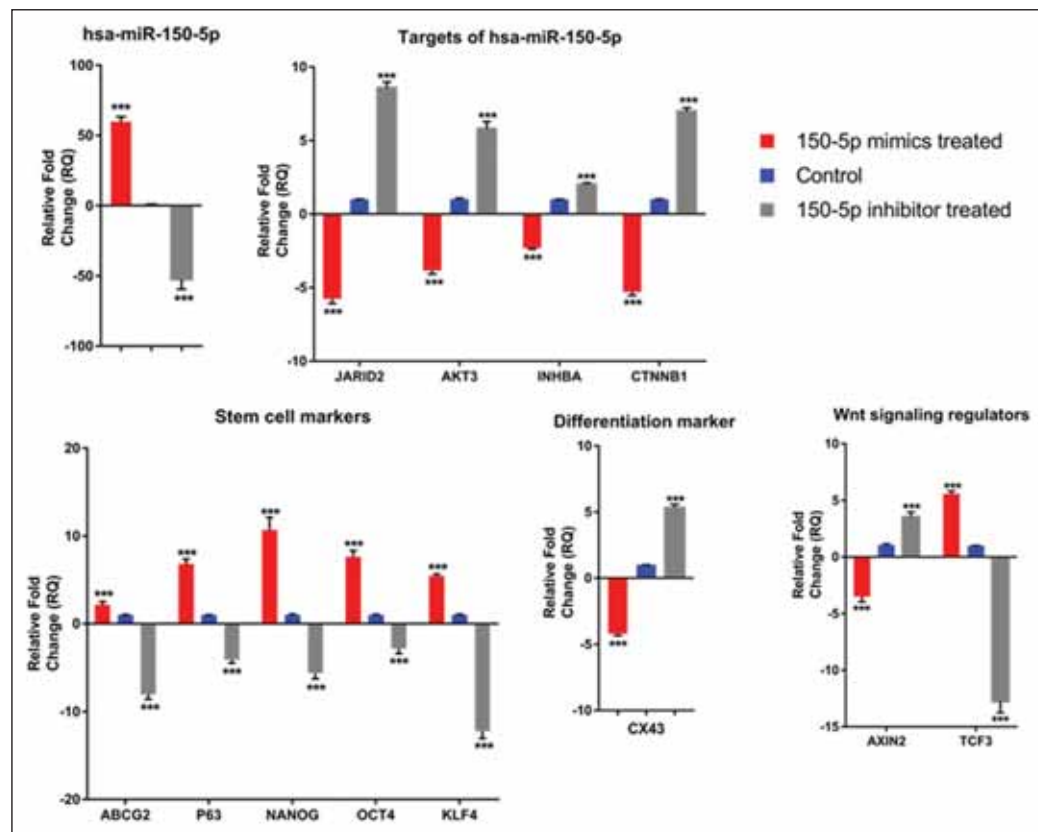 hsa-miR-150-5p
100
50
0
-50
-100
Relative Fold
Change (RQ)
***
***
Targets of hsa-miR-150-5p
10
5
0
-5
-10
Relative Fold
Change (RQ)
***
***
***
***
***
***
***
***
JARID2 AKT3 INHBA CTNNB1
150-5p mimics treated
Control
150-5p inhibitor treated
Stem cell markers
20
10
0
-10
-20
Relative Fold
Change (RQ)
***
***
***
***
***
***
***
***
***
***
ABCG2 P63 NANOG OCT4 KLF4
Differentiation marker
10
5
0
-5
-10
Relative Fold
Change (RQ)
***
***
CX43
Wnt signaling regulators
10
5
0
-5
-10
-15
Relative Fold
Change (RQ)
***
***
***
***
AXIN2 TCF3